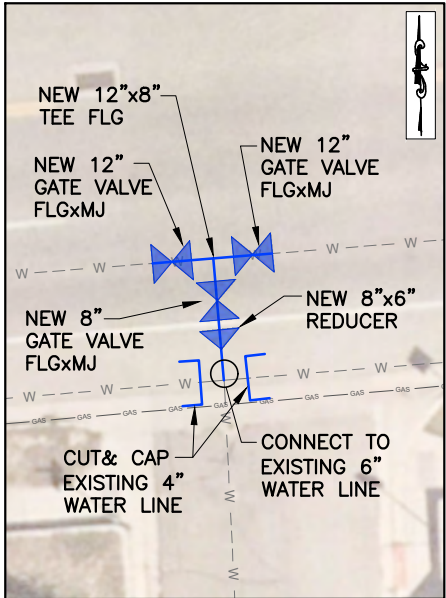 NEW 12"x8"
TEE FLG
NEW 12"
GATE VALVE
FLGxMJ
NEW 12"
GATE VALVE
FLGxMJ
W W W W
NEW 8"
GATE VALVE
FLGxMJ
NEW 8"x6"
REDUCER
W W W W
GAS GAS GAS GAS GAS GAS GAS
CUT& CAP
EXISTING 4"
WATER LINE
CONNECT TO
EXISTING 6"
WATER LINE
W
W